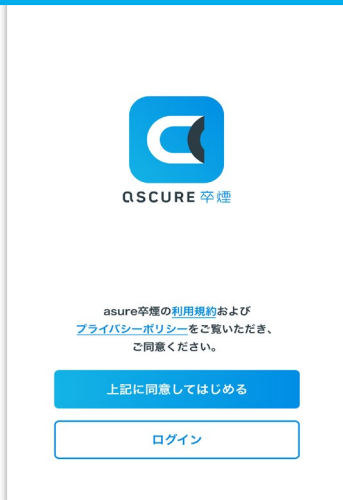 ascure卒煙
asure卒煙の利用規約および
プライバシーポリシーをご覧いただき、
ご同意ください。
上記に同意してはじめる
ログイン